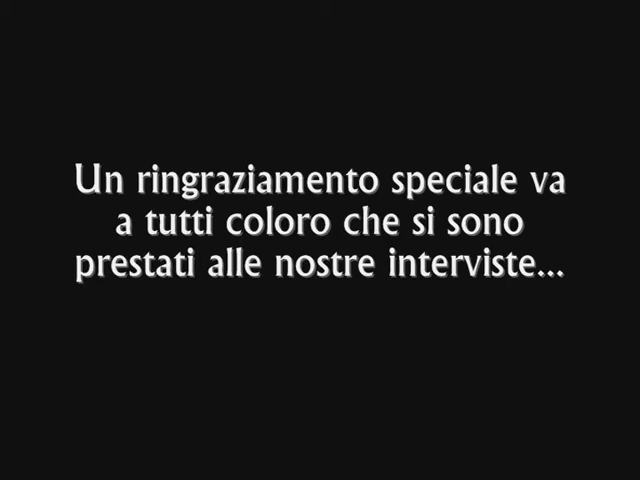 Un ringraziamento speciale va
a tutti coloro che si sono
prestati alle nostre interviste...